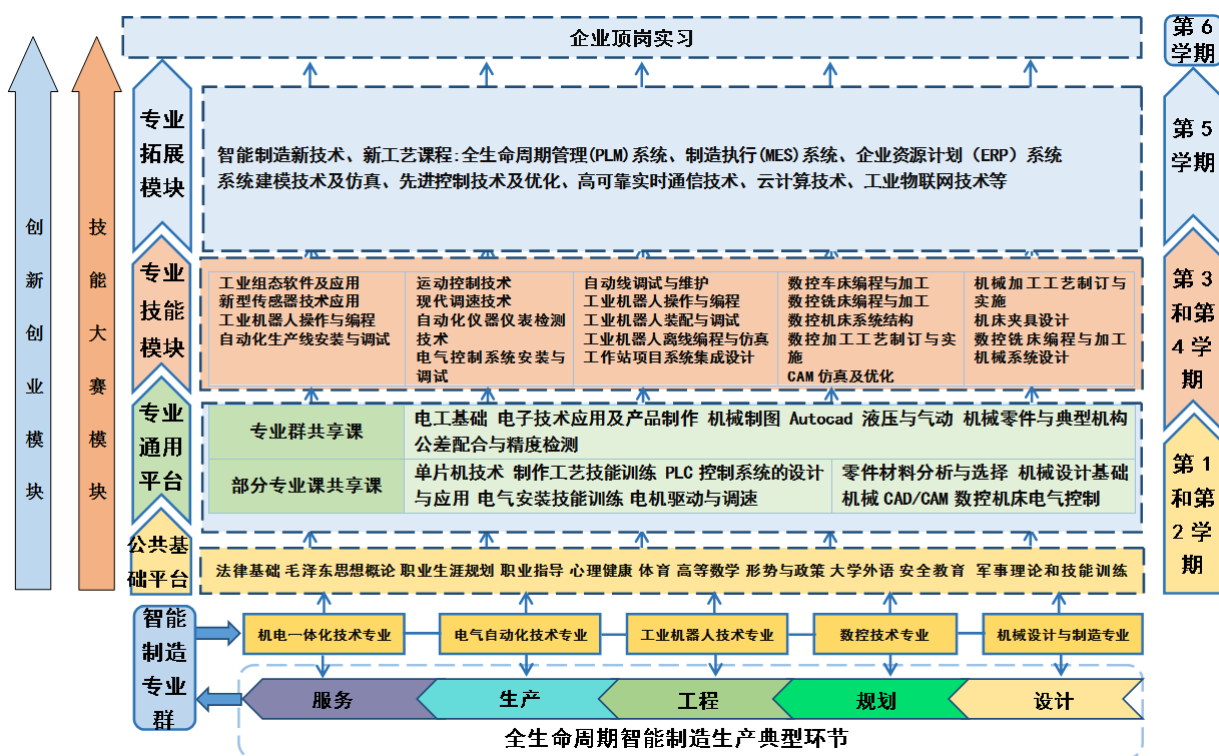 企业顶岗实习
第 6
学期
专业
拓展
模块
智能制造新技术、新工艺课程:全生命周期管理(PLM)系统、制造执行(MES)系统、企业资源计划（ERP）系统
系统建模技术及仿真、先进控制技术及优化、高可靠实时通信技术、云计算技术、工业物联网技术等
第 5
学期
创新创业模块
技能大赛模块
专业
技能
模块
工业组态软件及应用
新型传感器技术应用
工业机器人操作与编程
自动化生产线安装与调试
运动控制技术
现代调速技术
自动化仪器仪表检测
技术
电气控制系统安装与
调试
自动线调试与维护
工业机器人操作与编程
工业机器人装配与调试
工业机器人离线编程与仿真
工作站项目系统集成设计
数控车床编程与加工
数控铣床编程与加工
数控机床系统结构
数控加工工艺制订与实
施
CAM 仿真及优化
机械加工工艺制订与
实施
机床夹具设计
数控铣床编程与加工
机械系统设计
第 3
和第
4 学
期
专业
通用
平台
专业群共享课
电工基础 电子技术应用及产品制作 机械制图 Autocad 液压与气动 机械零件与典型机构
公差配合与精度检测
部分专业课共享课
单片机技术 制作工艺技能训练 PLC 控制系统的设计
与应用 电气安装技能训练 电机驱动与调速
零件材料分析与选择 机械设计基础
机械 CAD/CAM 数控机床电气控制
第 1
和第
2 学
期
公共基
础平台
法律基础 毛泽东思想概论 职业生涯规划 职业指导 心理健康 体育 高等数学 形势与政策 大学外语 安全教育 军事理论和技能训练
智能
制造
专业
群
机电一体化技术专业
电气自动化技术专业
工业机器人技术专业
数控技术专业
机械设计与制造专业
服务
生产
工程
规划
设计
全生命周期智能制造生产典型环节